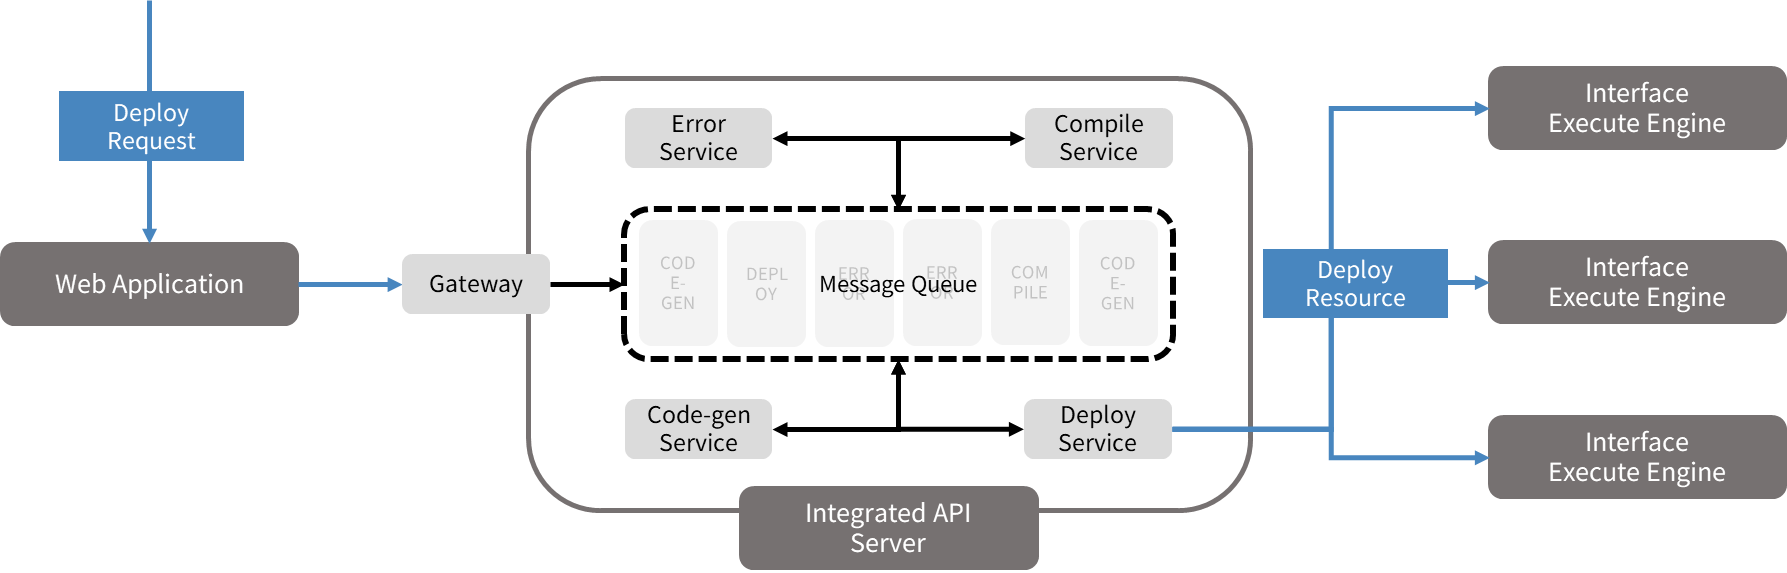 Deploy
Request
Web Application
Gateway
Error
Service
Compile
Service
COD
E-
GEN
DEPL
OY
ERR
OR
ERR
OR
COM
PILE
COD
E-
GEN
Message Queue
Code-gen
Service
Deploy
Service
Integrated API
Server
Deploy
Resource
Interface
Execute Engine
Interface
Execute Engine
Interface
Execute Engine